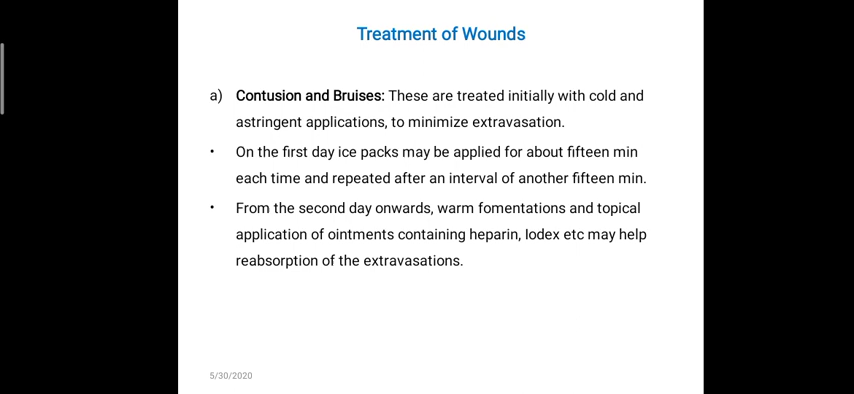 Treatment of Wounds
a) Contusion and Bruises: These are treated initially with cold and
astringent applications, to minimize extravasation.
• On the first day ice packs may be applied for about fifteen min
each time and repeated after an interval of another fifteen min.
• From the second day onwards, warm fomentations and topical
application of ointments containing heparin, Iodex etc may help
reabsorption of the extravasations.
5/30/2020